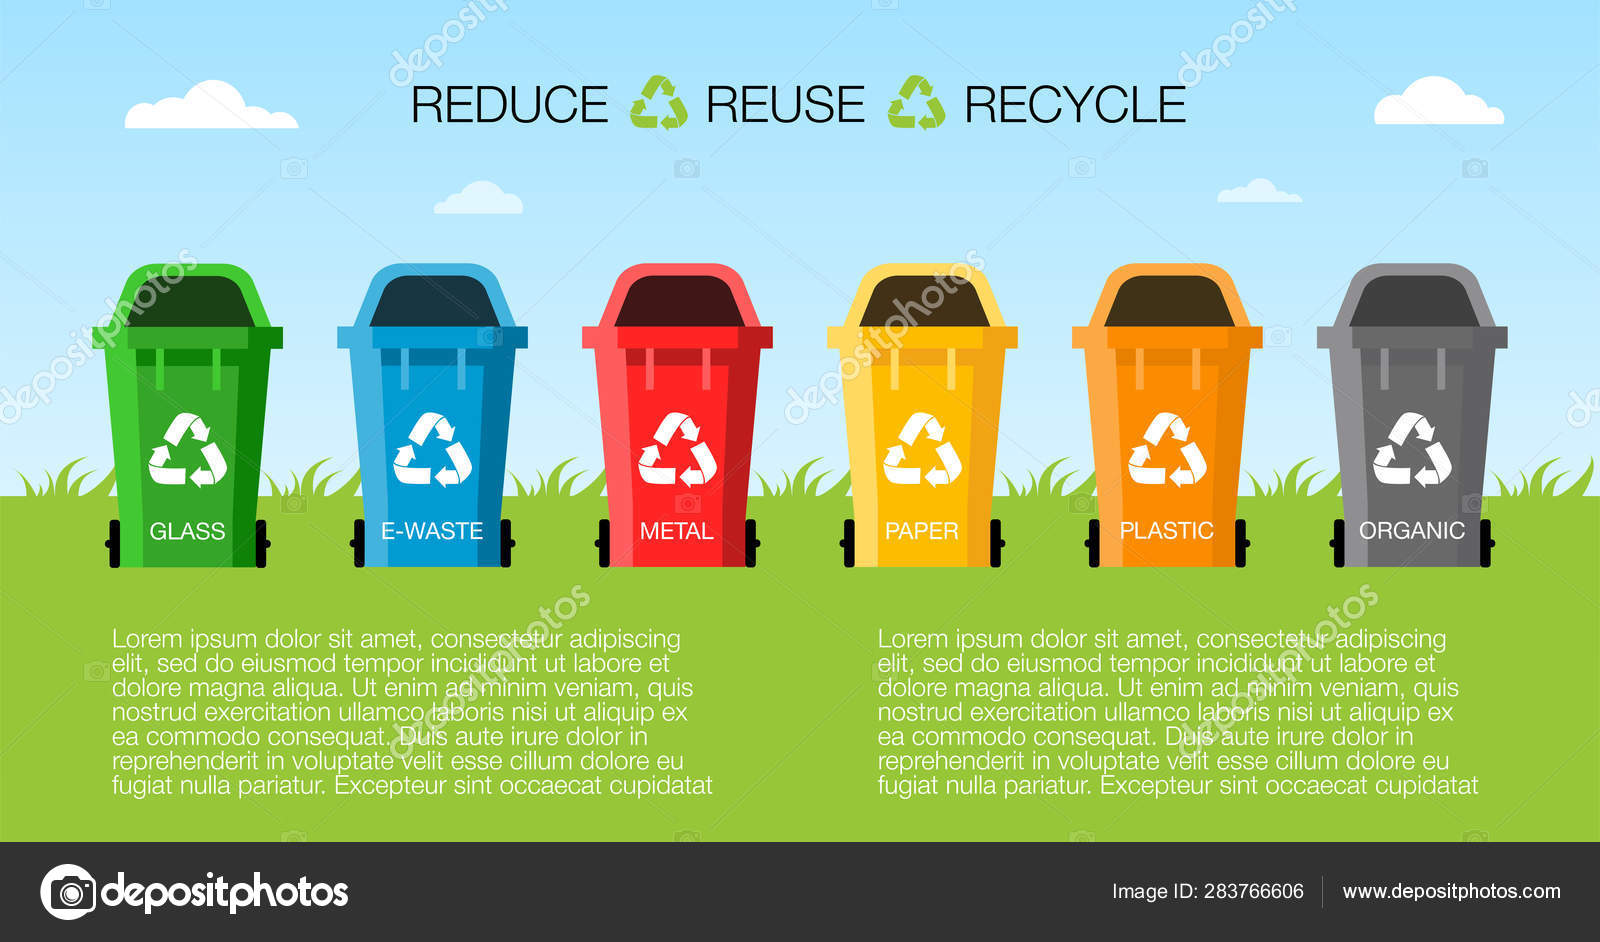 REDUCE REUSE RECYCLE
GLASS E-WASTE METAL PAPER PLASTIC ORGANIC
Lorem ipsum dolor sit amet, consectetur adipiscing
elit, sed do eiusmod tempor incididunt ut labore et
dolore magna aliqua. Ut enim ad minim veniam, quis
nostrud exercitation ullamco laboris nisi ut aliquip ex
ea commodo consequat. Duis aute irure dolor in
reprehenderit in voluptate velit esse cillum dolore eu
fugiat nulla pariatur. Excepteur sint occaecat cupidatat
Lorem ipsum dolor sit amet, consectetur adipiscing
elit, sed do eiusmod tempor incididunt ut labore et
dolore magna aliqua. Ut enim ad minim veniam, quis
nostrud exercitation ullamco laboris nisi ut aliquip ex
ea commodo consequat. Duis aute irure dolor in
reprehenderit in voluptate velit esse cillum dolore eu
fugiat nulla pariatur. Excepteur sint occaecat cupidatat
depositphotos
Image ID: 283766606 www.depositphotos.com